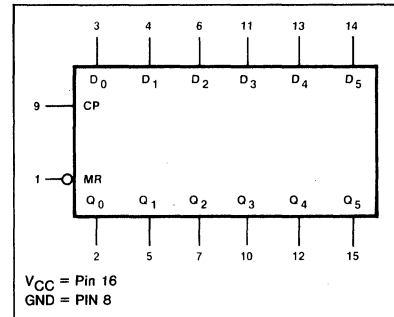 3 4 6 11 13 14
D0 D1 D2 D3 D4 D5
9 CP
1 MR
Q0 Q1 Q2 Q3 Q4 Q5
2 5 7 10 12 15
VCC = Pin 16
GND = PIN 8